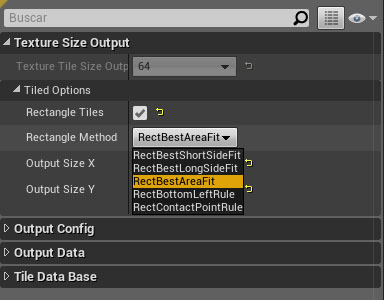 Buscar
Texture Size Output
Texture Tile Size Outp
64
Tiled Options
Rectangle Tiles
Rectangle Method
RectBestAreaFit
RectBestShortSideFit
Output Size X
RectBestLongSideFit
RectBestAreaFit
Output Size Y
RectBottomLeftRule
RectContactPointRule
Output Config
Output Data
Tile Data Base